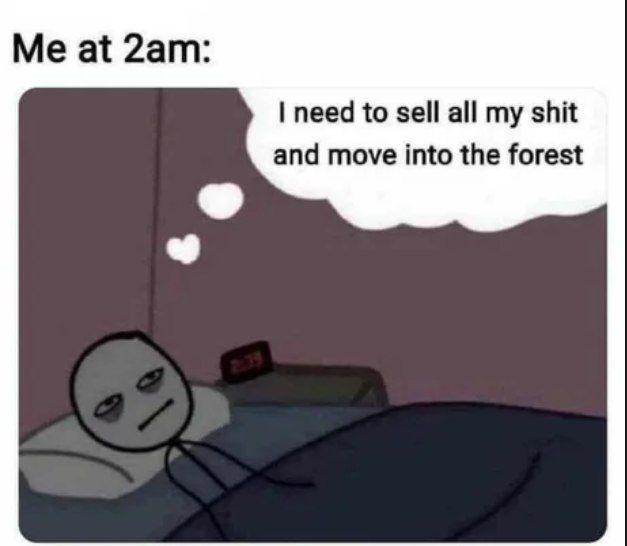 Me at 2am:
I need to sell all my shit
and move into the forest